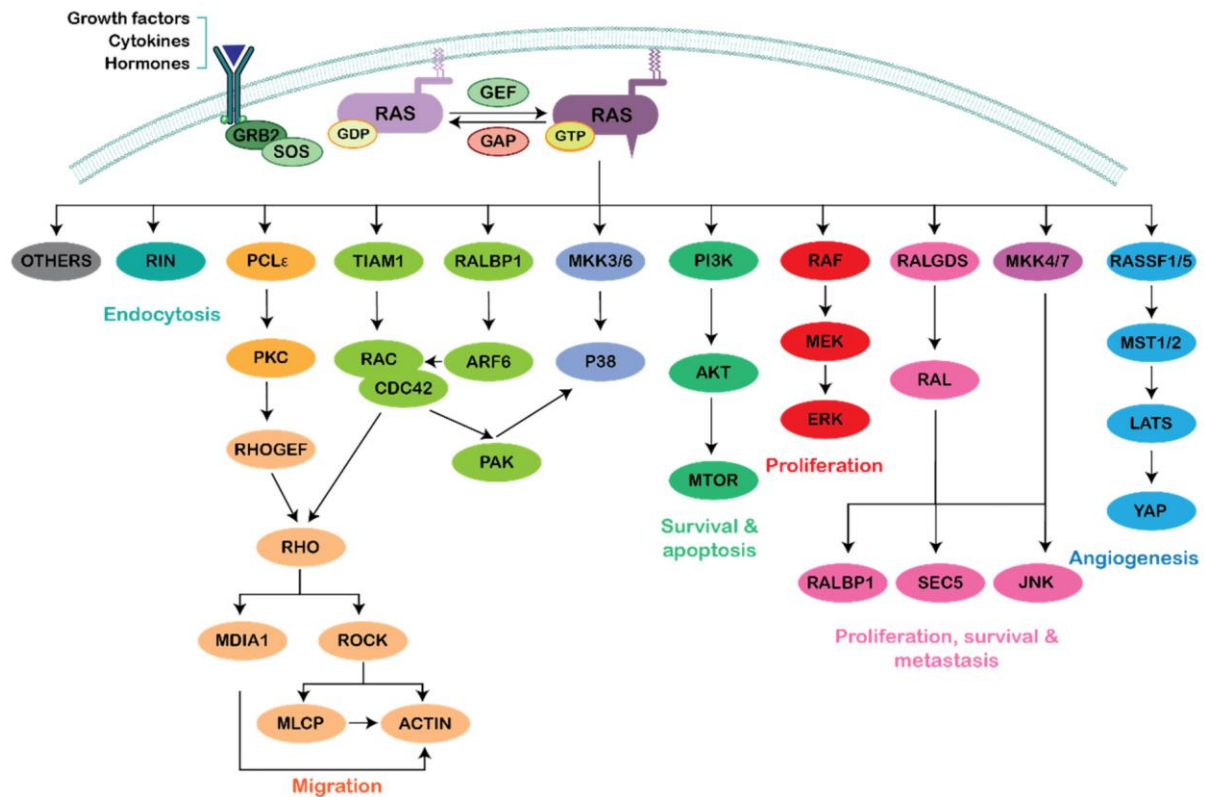 Growth factors
Cytokines
Hormones
GRB2
SOS
RAS
GDP
GEF
GAP
RAS
GTP
OTHERS
RIN
PCLε
TIAM1
RALBP1
MKK3/6
PI3K
RAF
RALGDS
MKK4/7
RASSF1/5
Endocytosis
PKC
RAC
CDC42
ARF6
P38
AKT
MEK
RAL
MST1/2
RHOGEF
PAK
MTOR
ERK
LATS
Proliferation
YAP
Survival &
apoptosis
Angiogenesis
RHO
RALBP1
SEC5
JNK
Proliferation, survival &
metastasis
MDIA1
ROCK
MLCP
ACTIN
Migration